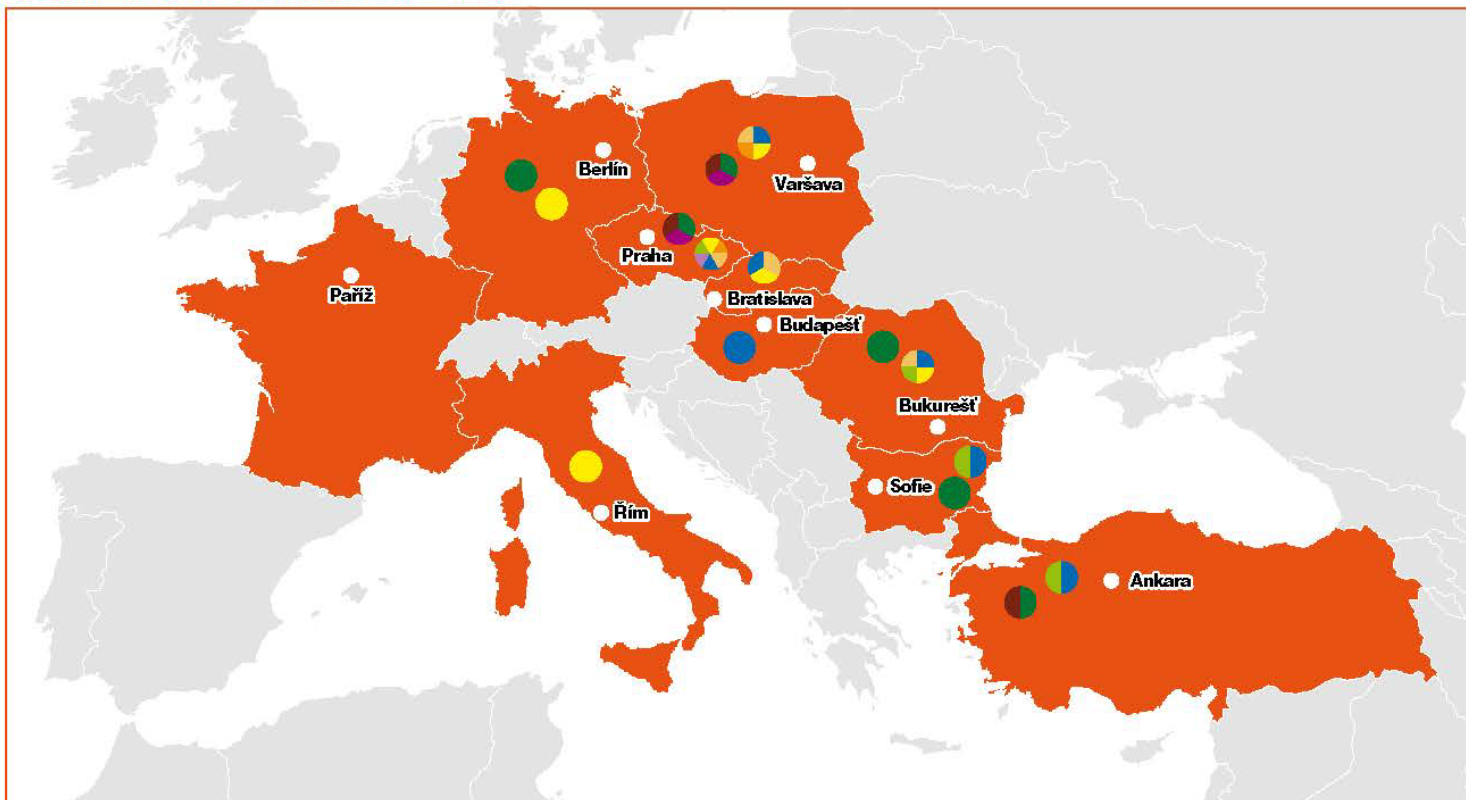 Berlín
Varšava
Praha
Paříž
Bratislava
Budapešť
Bukurešť
Sofie
Řím
Ankara